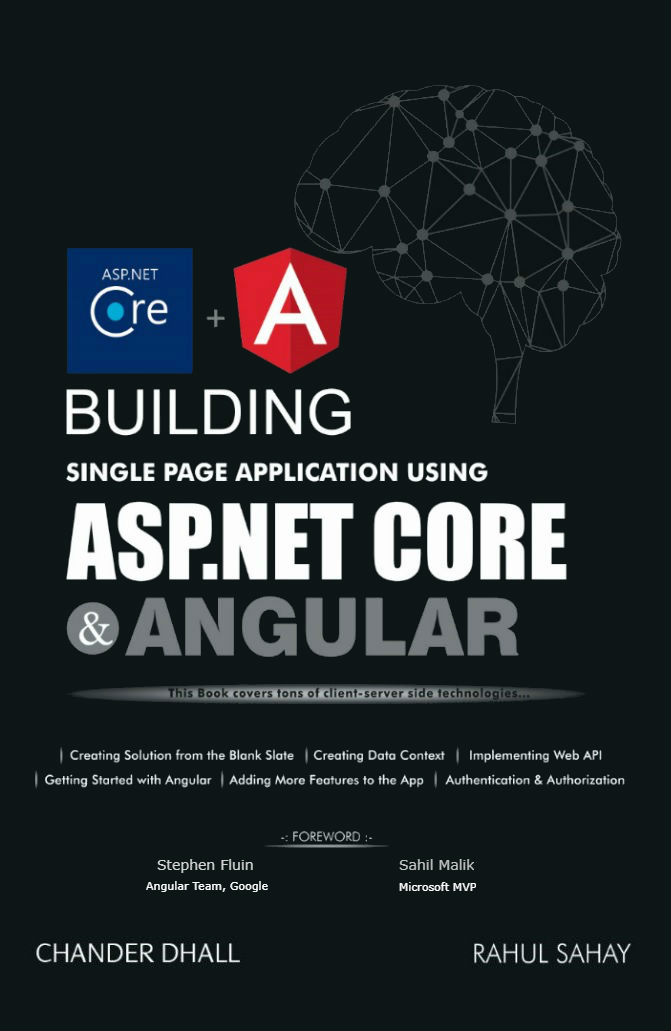 ASP.NET
Core
+
A
BUILDING
SINGLE PAGE APPLICATION USING
ASP.NET CORE
& ANGULAR
This Book covers tons of client-server side technologies...
| Creating Solution from the Blank Slate | Creating Data Context | Implementing Web API
| Getting Started with Angular | Adding More Features to the App | Authentication & Authorization
-: FOREWORD :-
Stephen Fluin Sahil Malik
Angular Team, Google Microsoft MVP
CHANDER DHALL RAHUL SAHAY